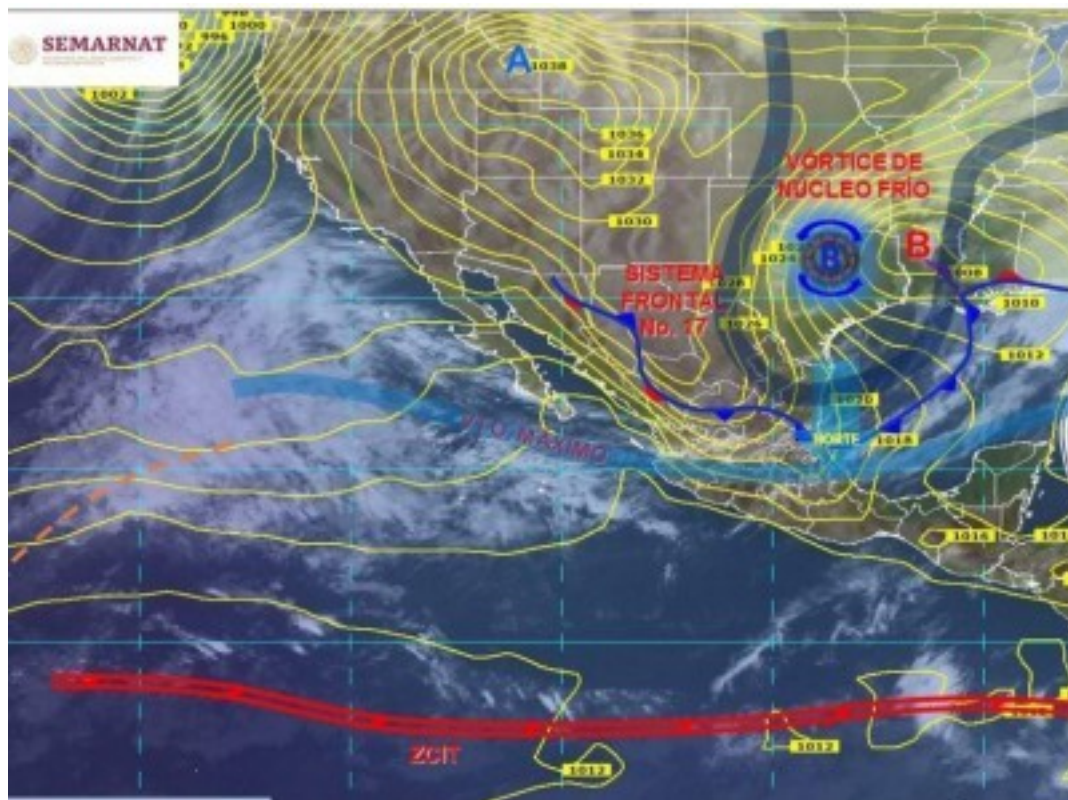 1000
996
SEMARNAT
1002
A
1038
1036
1034
1032
1030
VÓRTICE DE
NÚCLEO FRÍO
B
1024
B
SISTEMA
FRONTAL
No. 17
1028
1010
1012
1020
NORTE
1018
MÁXIMO
1016
ZCIT
1012
1012